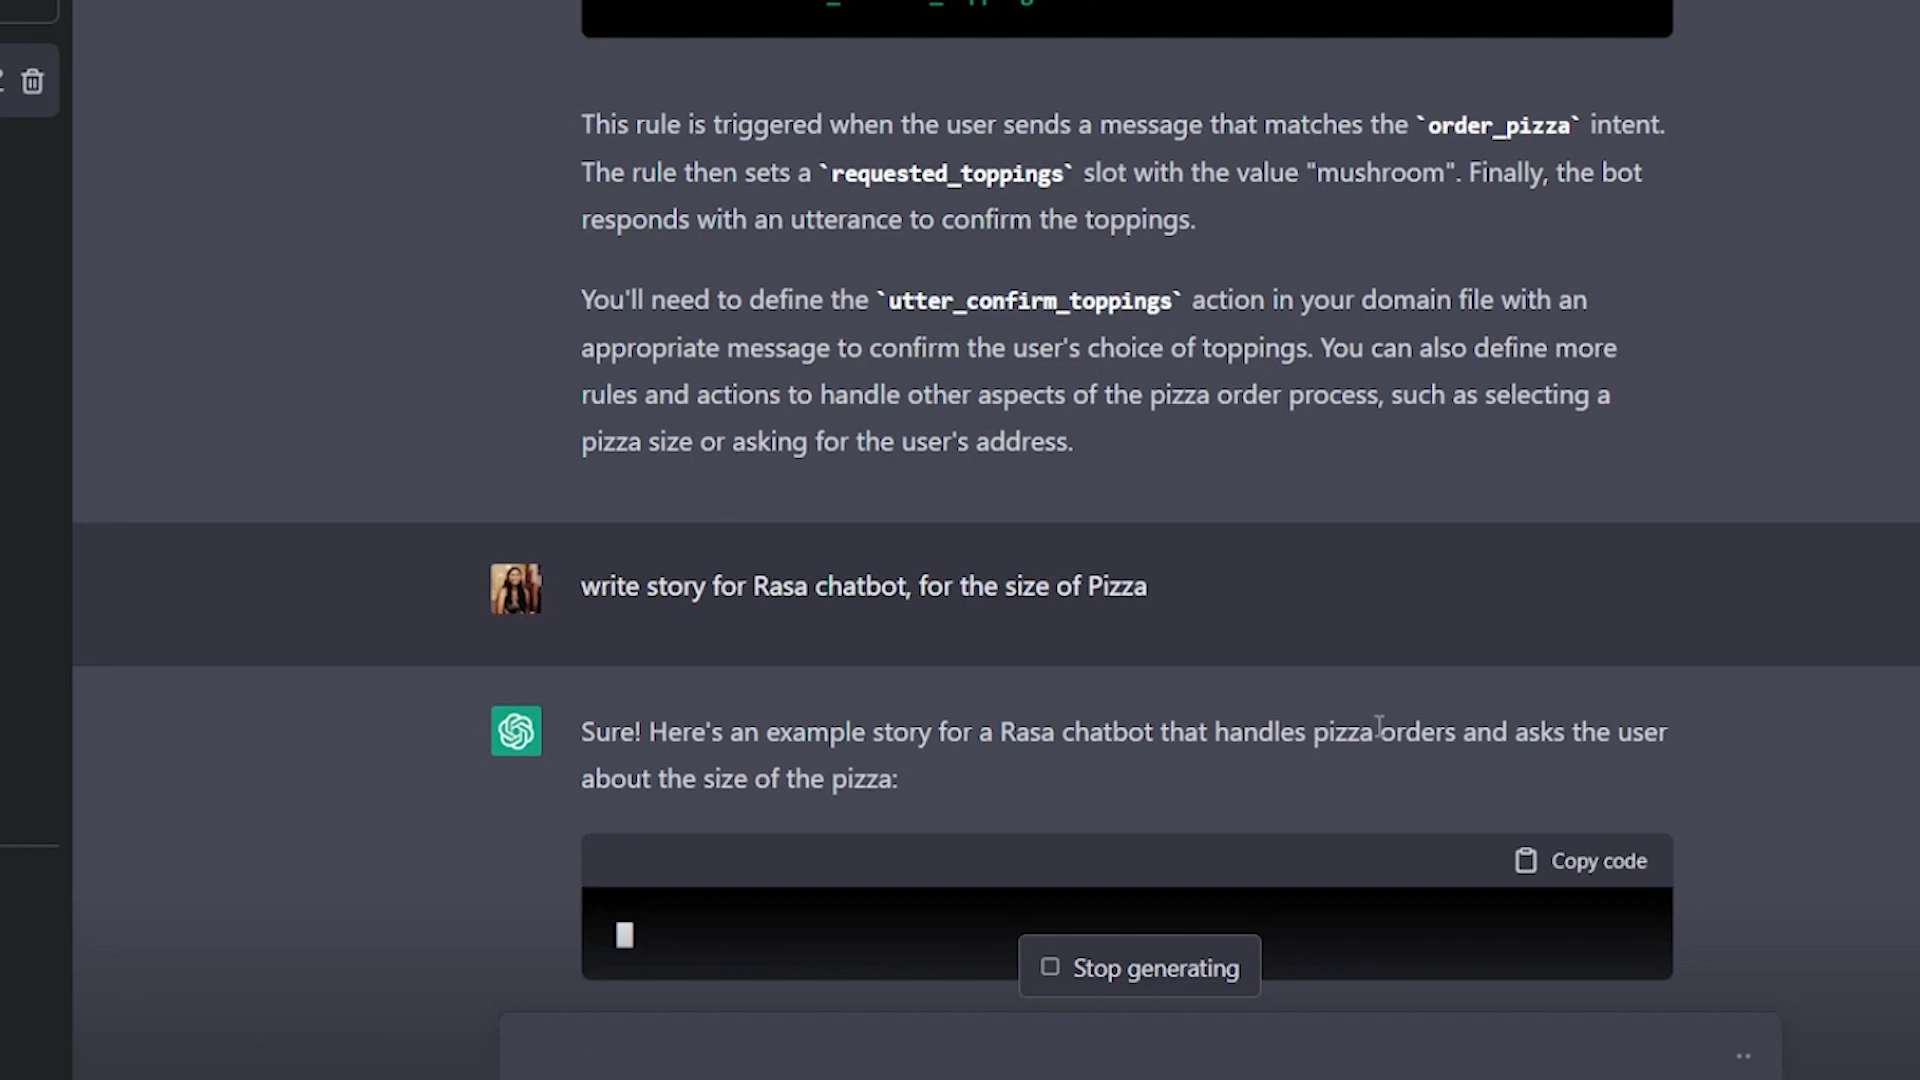 This rule is triggered when the user sends a message that matches the `order_pizza` intent.
The rule then sets a `requested_toppings` slot with the value "mushroom". Finally, the bot
responds with an utterance to confirm the toppings.
You'll need to define the `utter_confirm_toppings` action in your domain file with an
appropriate message to confirm the user's choice of toppings. You can also define more
rules and actions to handle other aspects of the pizza order process, such as selecting a
pizza size or asking for the user's address.
write story for Rasa chatbot, for the size of Pizza
Sure! Here's an example story for a Rasa chatbot that handles pizza orders and asks the user
about the size of the pizza:
Copy code
Stop generating